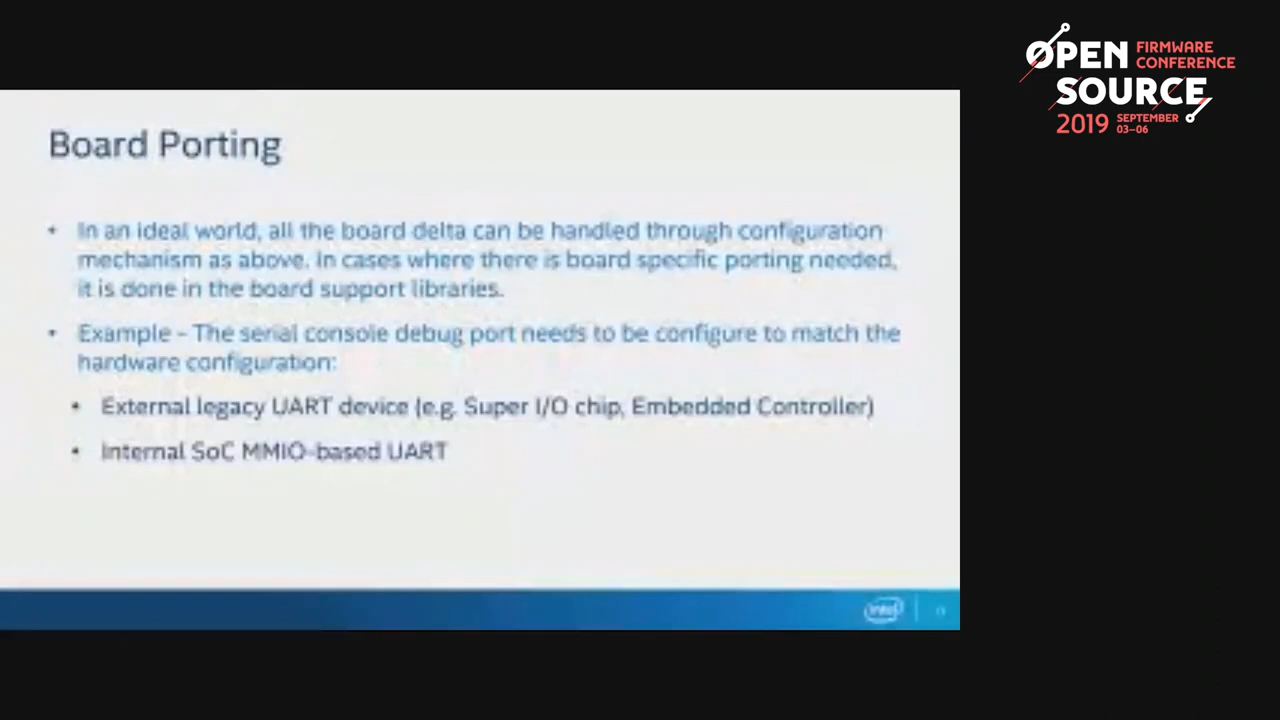 OPEN FIRMWARE
CONFERENCE
SOURCE
2019 SEPTEMBER
03–06
Board Porting
• In an ideal world, all the board delta can be handled through configuration
mechanism as above. In cases where there is board specific porting needed,
it is done in the board support libraries.
• Example – The serial console debug port needs to be configure to match the
hardware configuration:
• External legacy UART device (e.g. Super I/O chip, Embedded Controller)
• Internal SoC MMIO-based UART
intel